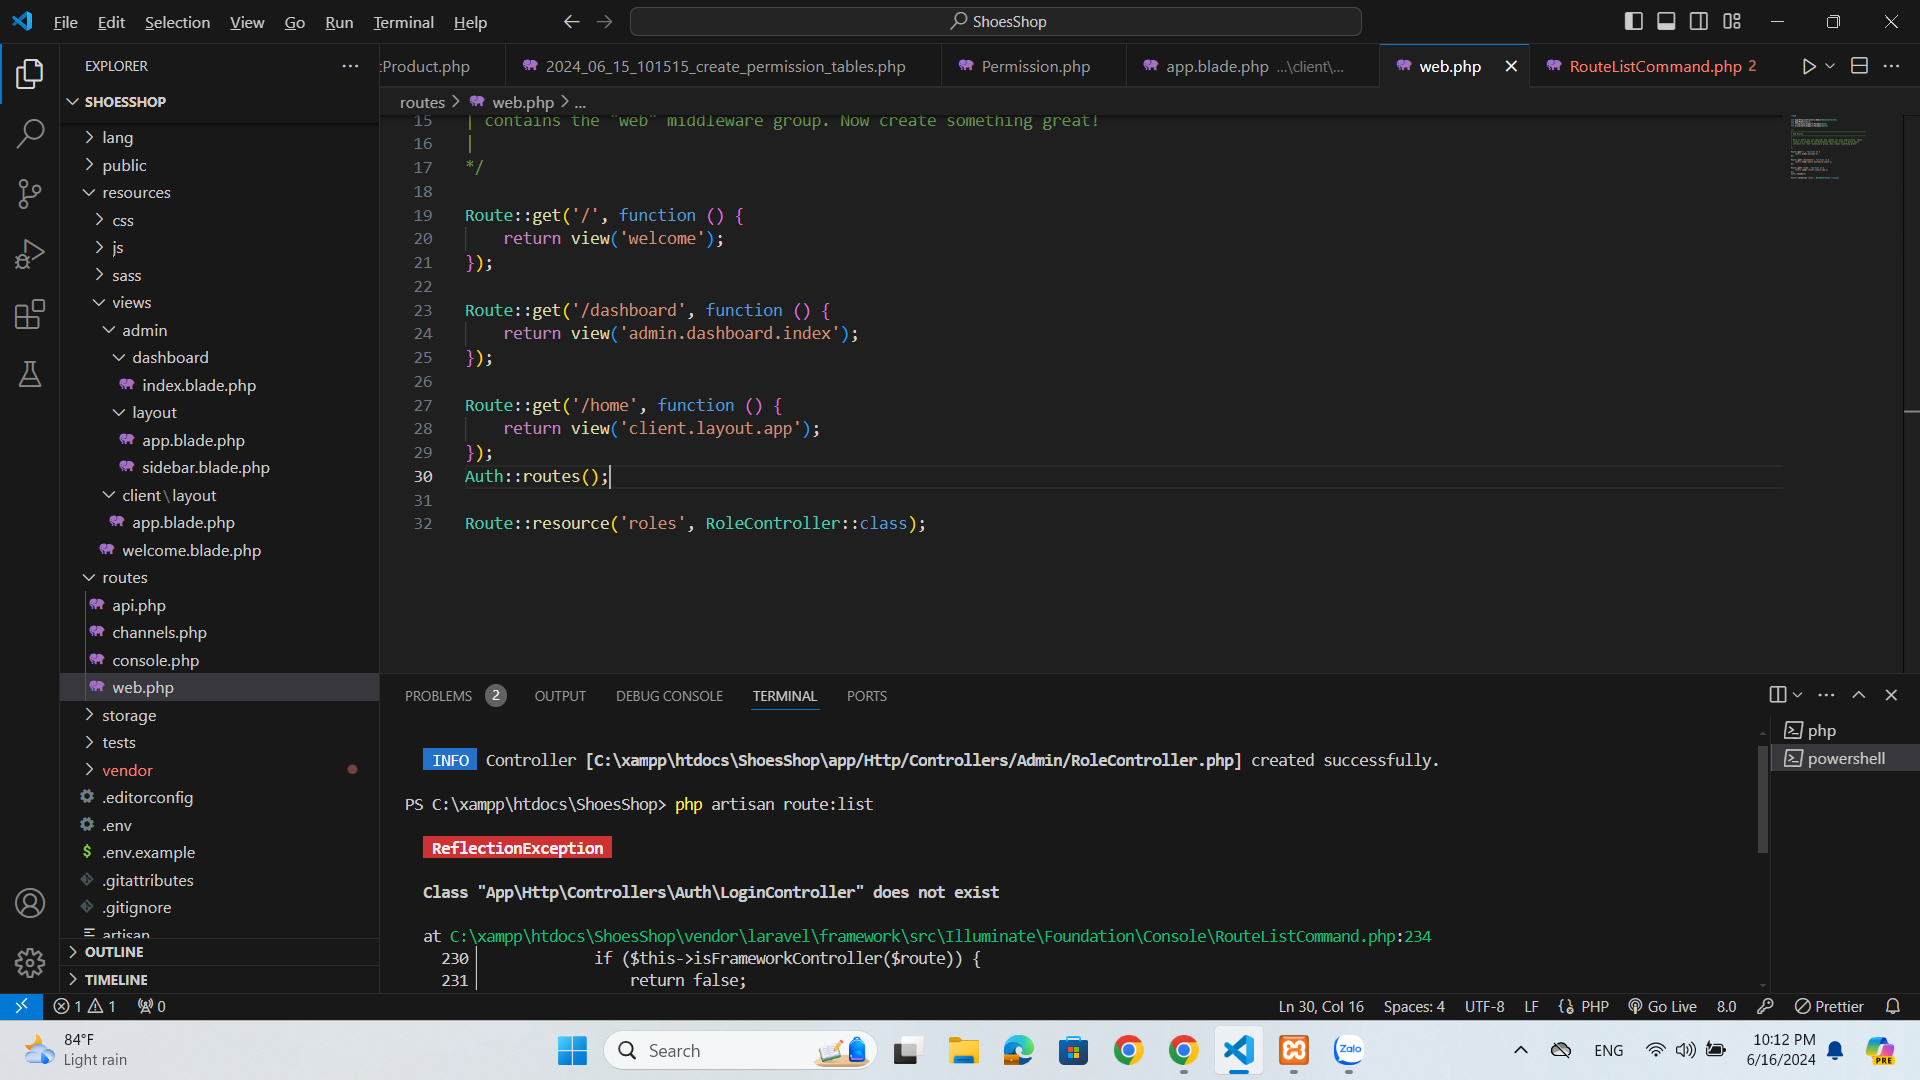 File Edit Selection View Go Run Terminal Help
ShoesShop
EXPLORER
tProduct.php
2024_06_15_101515_create_permission_tables.php
Permission.php
app.blade.php ...\client\...
web.php
RouteListCommand.php 2
SHOESSHOP
routes > web.php > ...
lang
public
resources
css
js
sass
views
admin
dashboard
index.blade.php
layout
app.blade.php
sidebar.blade.php
client\layout
app.blade.php
welcome.blade.php
routes
api.php
channels.php
console.php
web.php
storage
tests
vendor
.editorconfig
.env
.env.example
.gitattributes
.gitignore
artisan
OUTLINE
TIMELINE
15 | contains the "web" middleware group. Now create something great!
16 |
17 */
18
19 Route::get('/', function () {
20 return view('welcome');
21 });
22
23 Route::get('/dashboard', function () {
24 return view('admin.dashboard.index');
25 });
26
27 Route::get('/home', function () {
28 return view('client.layout.app');
29 });
30 Auth::routes();
31
32 Route::resource('roles', RoleController::class);
PROBLEMS 2 OUTPUT DEBUG CONSOLE TERMINAL PORTS
php
powershell
INFO Controller [C:\xampp\htdocs\ShoesShop\app/Http/Controllers/Admin/RoleController.php] created successfully.
PS C:\xampp\htdocs\ShoesShop> php artisan route:list
ReflectionException
Class "App\Http\Controllers\Auth\LoginController" does not exist
at C:\xampp\htdocs\ShoesShop\vendor\laravel\framework\src\Illuminate\Foundation\Console\RouteListCommand.php:234
230 if ($this->isFrameworkController($route)) {
231 return false;
1 1 0
Ln 30, Col 16 Spaces: 4 UTF-8 LF PHP Go Live 8.0 Prettier
84°F
Light rain
Search
Zalo
ENG
10:12 PM
6/16/2024
PRE